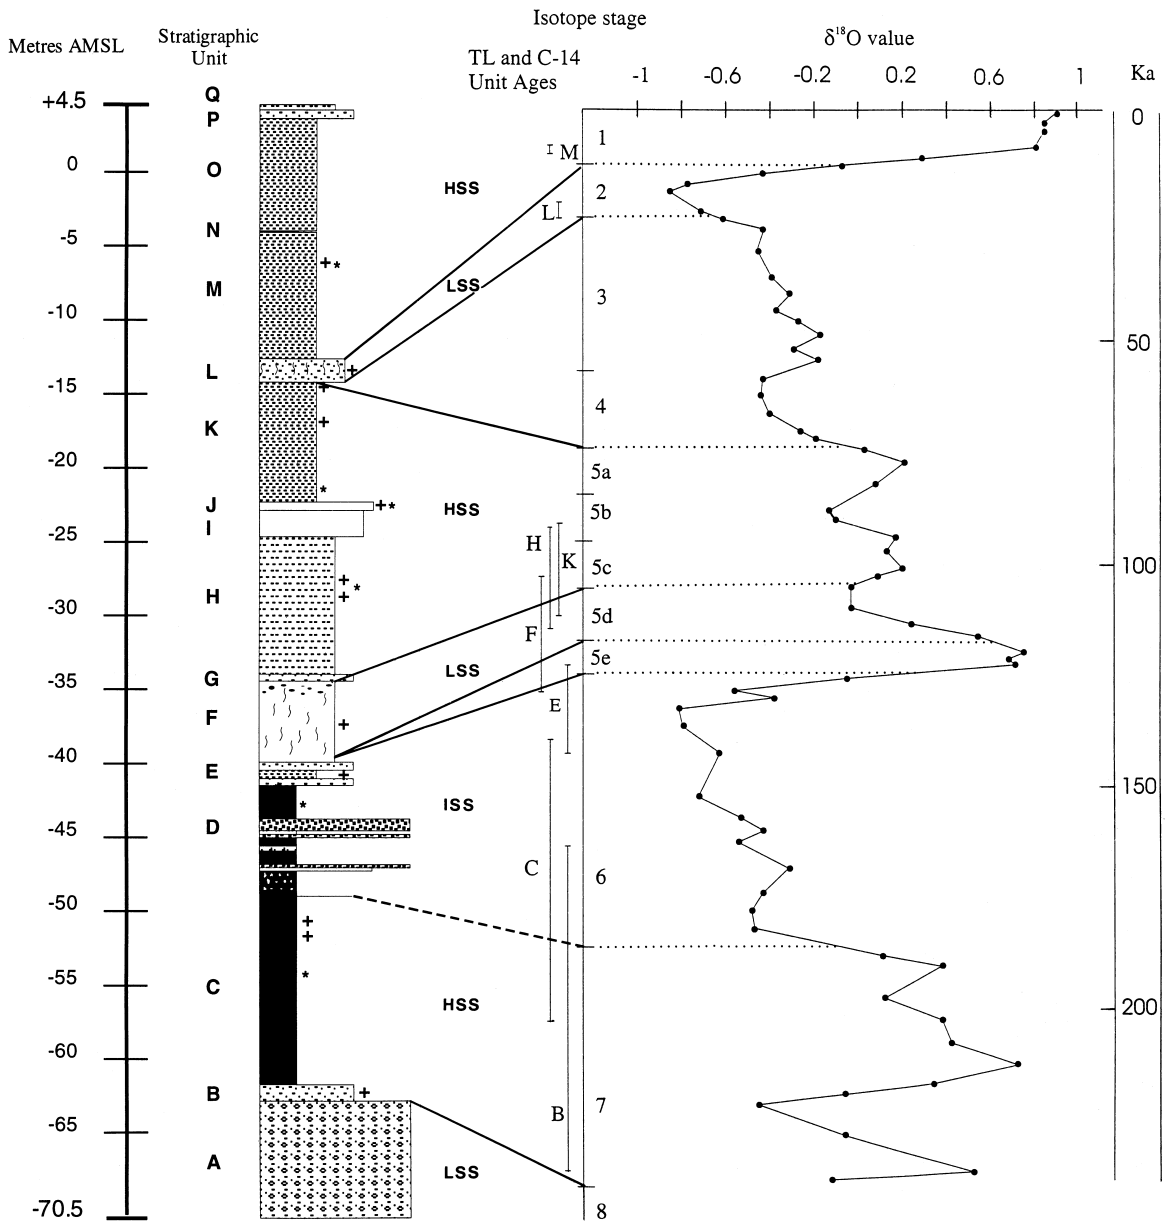 Isotope stage
Metres AMSL
Stratigraphic
Unit
TL and C-14
Unit Ages
δ¹⁸O value
-1 -0.6 -0.2 0.2 0.6 1 Ka
+4.5 Q
P 0
1
M
0 O HSS 2
L
N
-5
LSS 3
M
-10
50
L
-15 4
K
-20 5a
J HSS 5b
I
-25 H K
5c 100
H
-30 F 5d
G LSS 5e
-35
F E
-40
E
ISS 150
D
-45
C 6
-50
-55 C HSS
200
-60
B 7
B
-65
A LSS
-70.5 8
+* + + + * +* + * + + + * + + * +